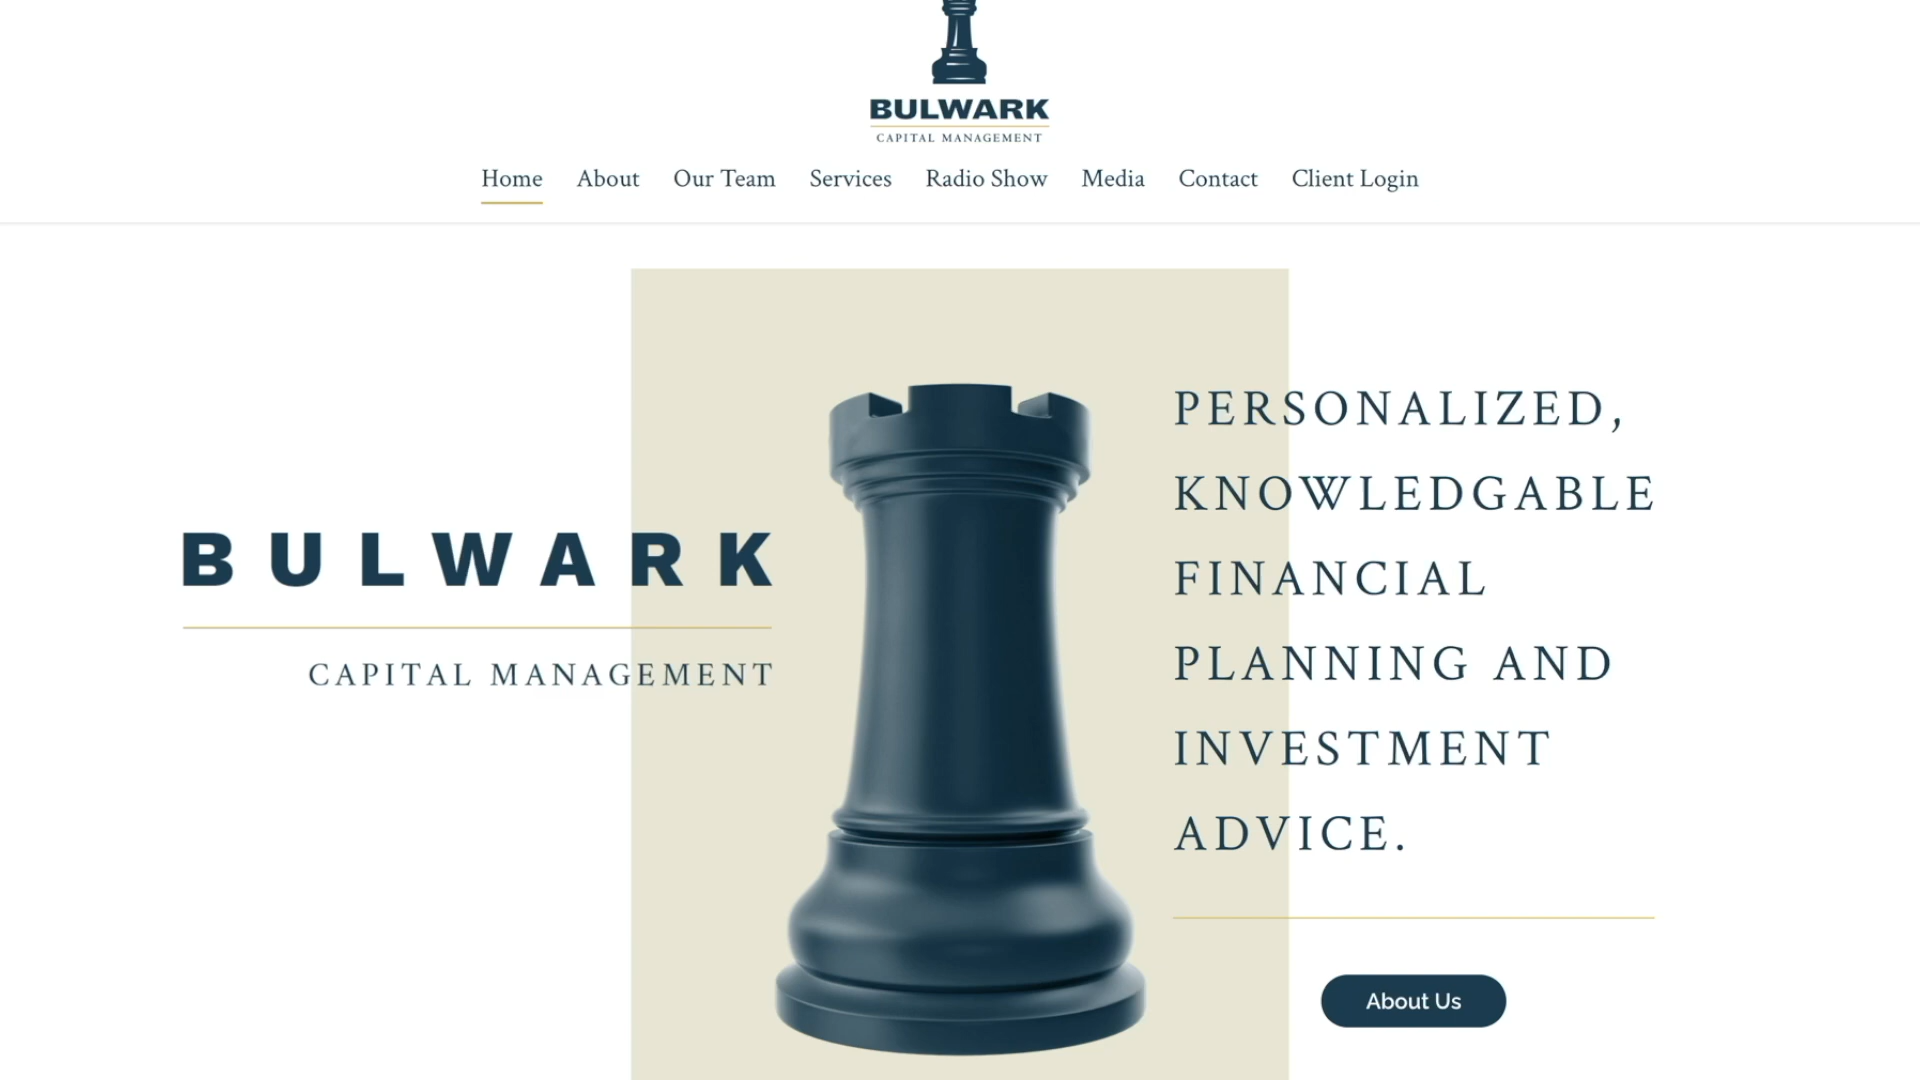 BULWARK
CAPITAL MANAGEMENT
Home About Our Team Services Radio Show Media Contact Client Login
BULWARK
CAPITAL MANAGEMENT
PERSONALIZED,
KNOWLEDGABLE
FINANCIAL
PLANNING AND
INVESTMENT
ADVICE.
About Us